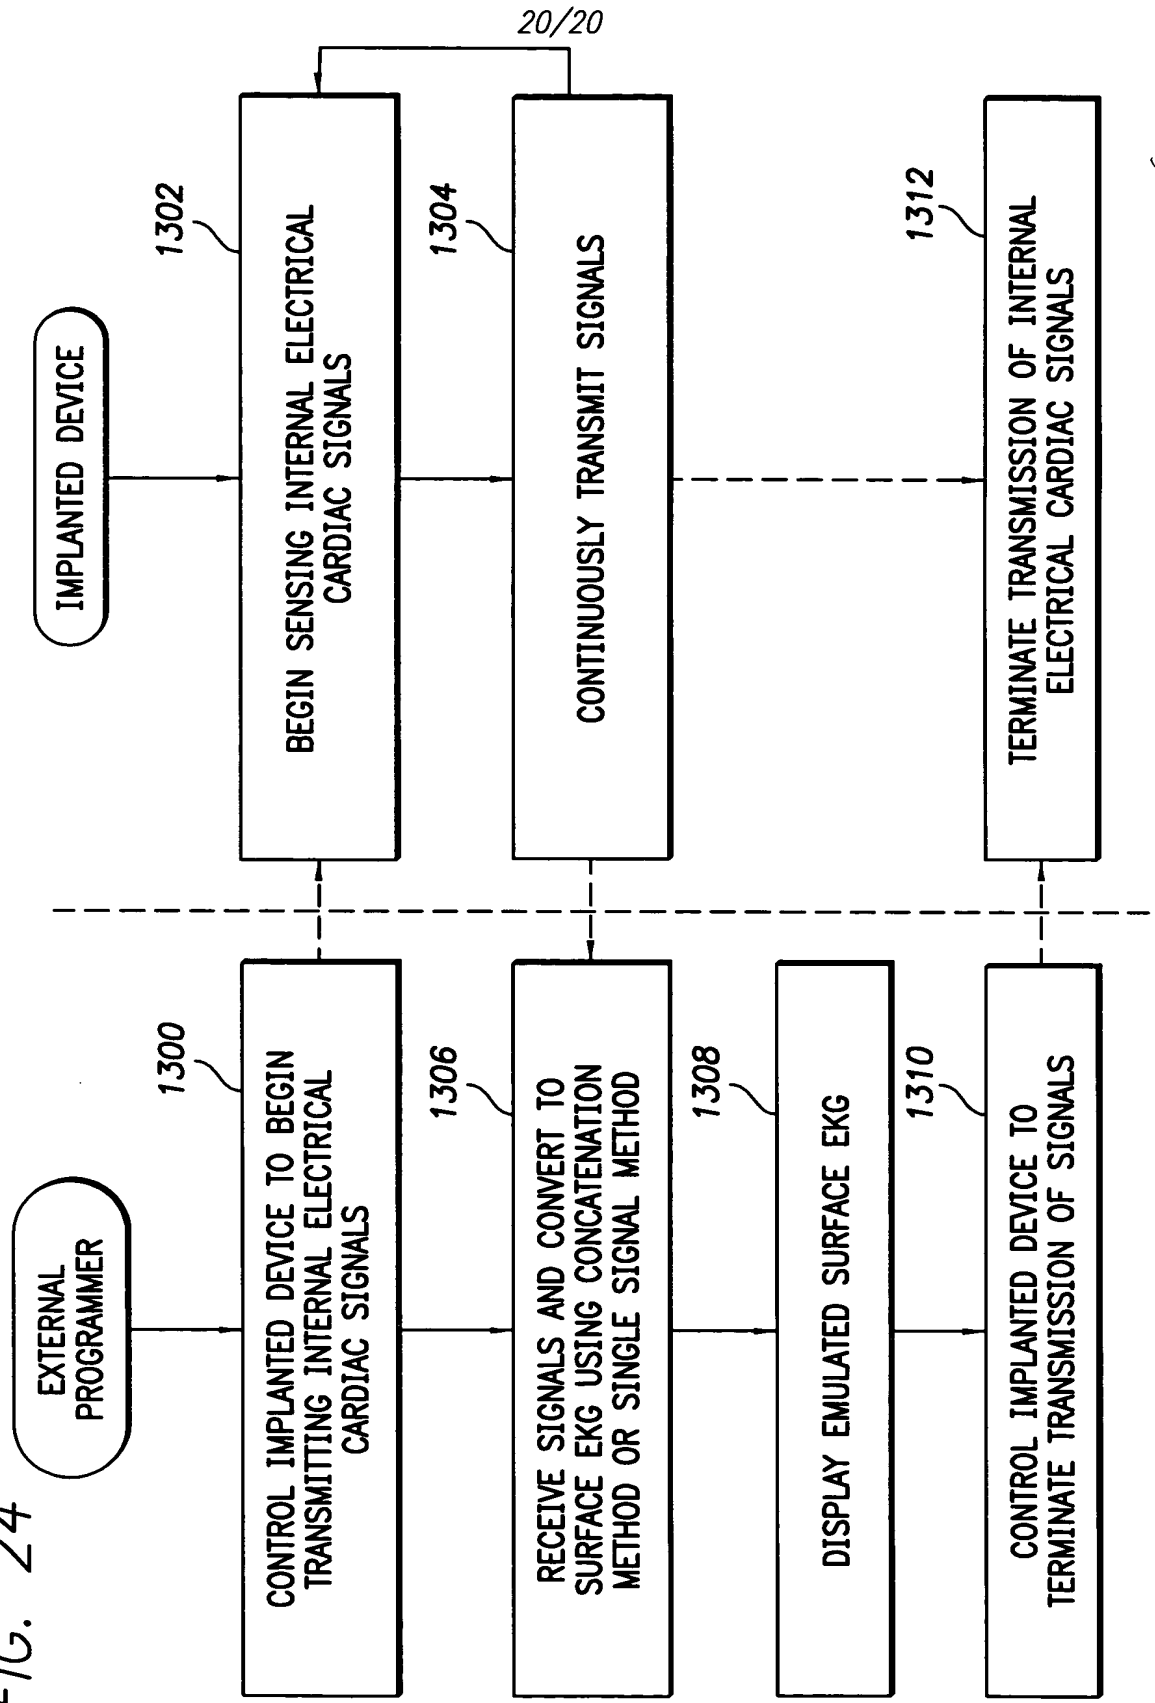 20/20
FIG. 24
EXTERNAL
PROGRAMMER
1300
CONTROL IMPLANTED DEVICE TO BEGIN
TRANSMITTING INTERNAL ELECTRICAL
CARDIAC SIGNALS
1306
RECEIVE SIGNALS AND CONVERT TO
SURFACE EKG USING CONCATENATION
METHOD OR SINGLE SIGNAL METHOD
1308
DISPLAY EMULATED SURFACE EKG
1310
CONTROL IMPLANTED DEVICE TO
TERMINATE TRANSMISSION OF SIGNALS
IMPLANTED DEVICE
1302
BEGIN SENSING INTERNAL ELECTRICAL
CARDIAC SIGNALS
1304
CONTINUOUSLY TRANSMIT SIGNALS
1312
TERMINATE TRANSMISSION OF INTERNAL
ELECTRICAL CARDIAC SIGNALS